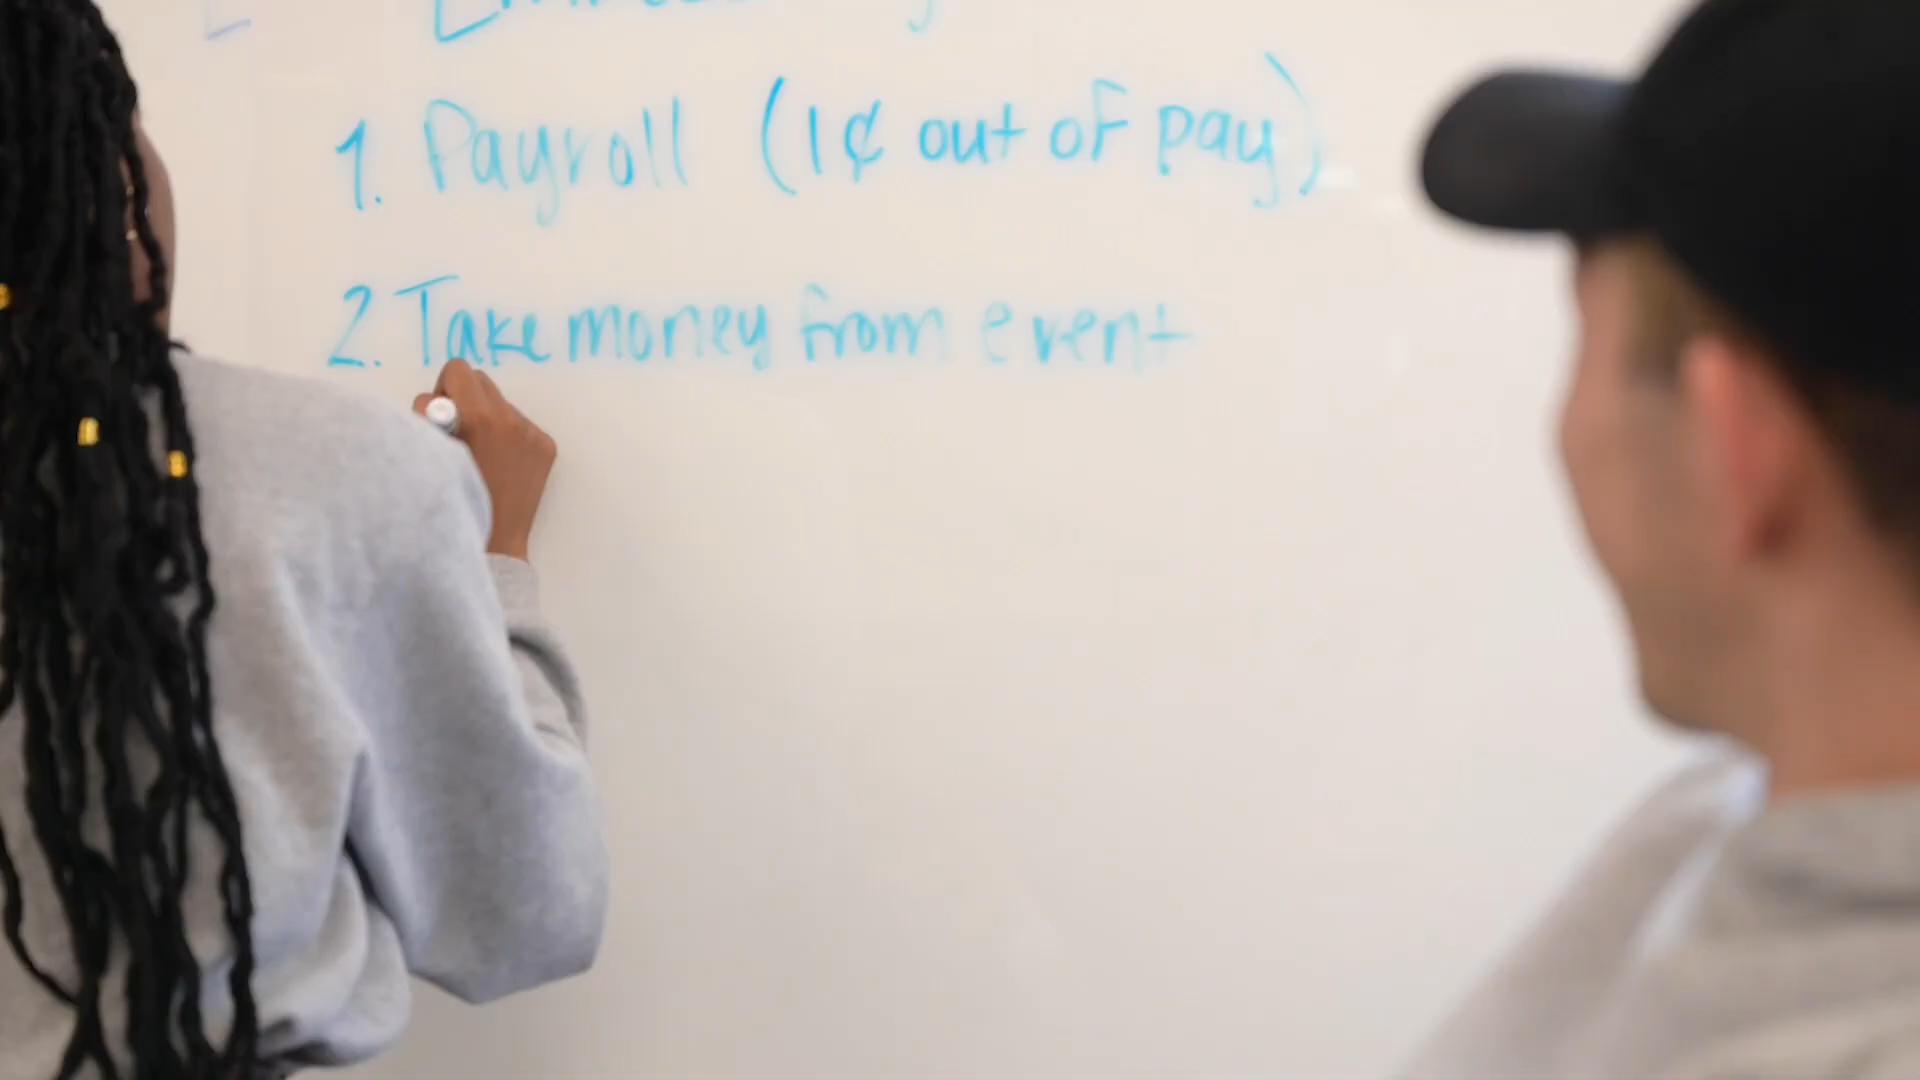 1. Payroll (1¢ out of pay)
2. Take money from event